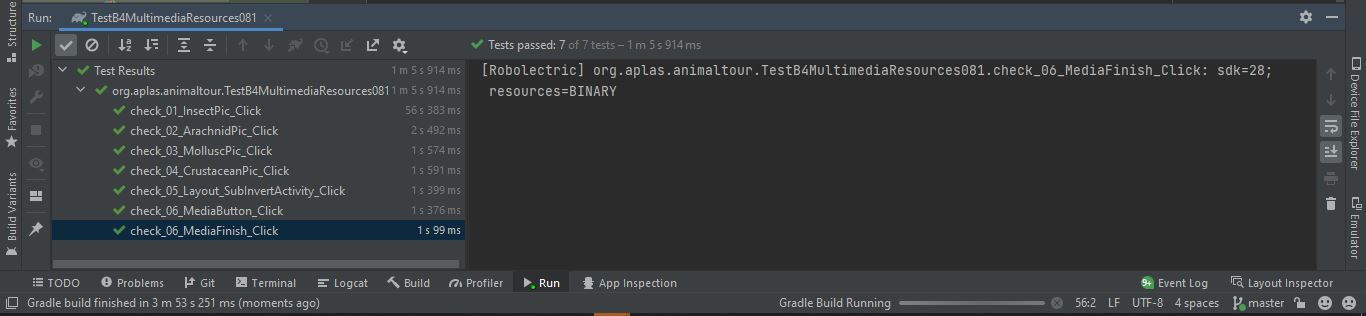 Structure
Run: TestB4MultimediaResources081
Tests passed: 7 of 7 tests – 1 m 5 s 914 ms
Test Results 1 m 5 s 914 ms
org.aplas.animaltour.TestB4MultimediaResources081 1 m 5 s 914 ms
check_01_InsectPic_Click 56 s 383 ms
check_02_ArachnidPic_Click 2 s 492 ms
check_03_MolluscPic_Click 1 s 574 ms
check_04_CrustaceanPic_Click 1 s 591 ms
check_05_Layout_SubInvertActivity_Click 1 s 399 ms
check_06_MediaButton_Click 1 s 376 ms
check_06_MediaFinish_Click 1 s 99 ms
[Robolectric] org.aplas.animaltour.TestB4MultimediaResources081.check_06_MediaFinish_Click: sdk=28;
resources=BINARY
Favorites
Build Variants
Device File Explorer
Emulator
TODO Problems Git Terminal Logcat Build Profiler Run App Inspection 9+ Event Log Layout Inspector
Gradle build finished in 3 m 53 s 251 ms (moments ago) Gradle Build Running 56:2 LF UTF-8 4 spaces master